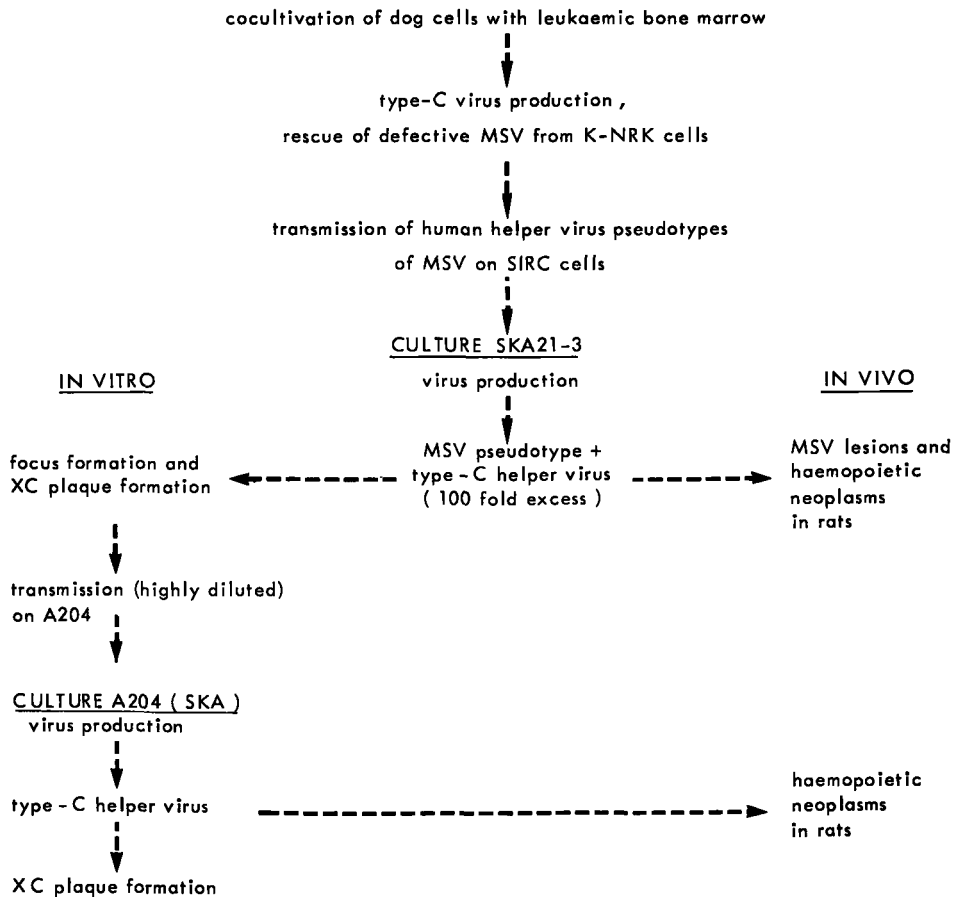 cocultivation of dog cells with leukaemic bone marrow
type-C virus production ,
rescue of defective MSV from K-NRK cells
transmission of human helper virus pseudotypes
of MSV on SIRC cells
CULTURE SKA21-3
virus production
IN VITRO
IN VIVO
focus formation and
XC plaque formation
MSV pseudotype +
type-C helper virus
( 100 fold excess )
MSV lesions and
haemopoietic
neoplasms
in rats
transmission (highly diluted)
on A204
CULTURE A204 ( SKA )
virus production
type-C helper virus
haemopoietic
neoplasms
in rats
XC plaque formation